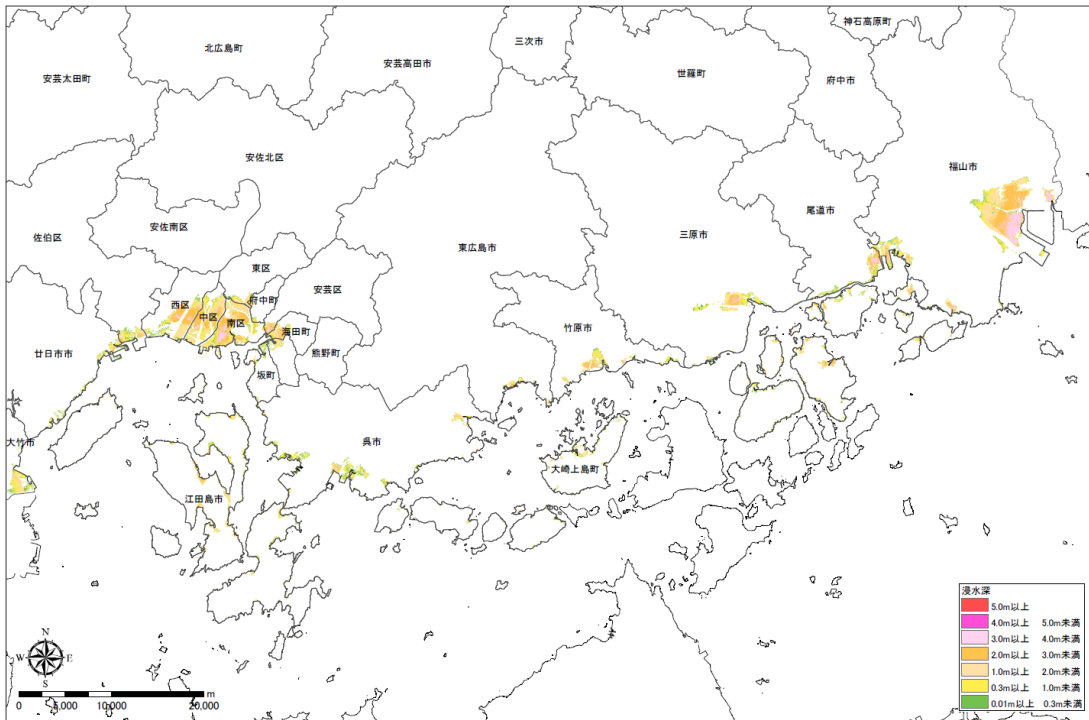 神石高原町
三次市
北広島町
安芸高田市
世羅町
安芸太田町
府中市
安佐北区
福山市
尾道市
安佐南区
佐伯区
三原市
東広島市
東区
安芸区
府中町
西区
中区
南区
竹原市
海田町
廿日市市
熊野町
坂町
大竹市
呉市
大崎上島町
江田島市
浸水深
5.0m以上
4.0m以上 5.0m未満
3.0m以上 4.0m未満
2.0m以上 3.0m未満
1.0m以上 2.0m未満
0.3m以上 1.0m未満
0.01m以上 0.3m未満
N
W E
S
m
0 5,000 10,000 20,000